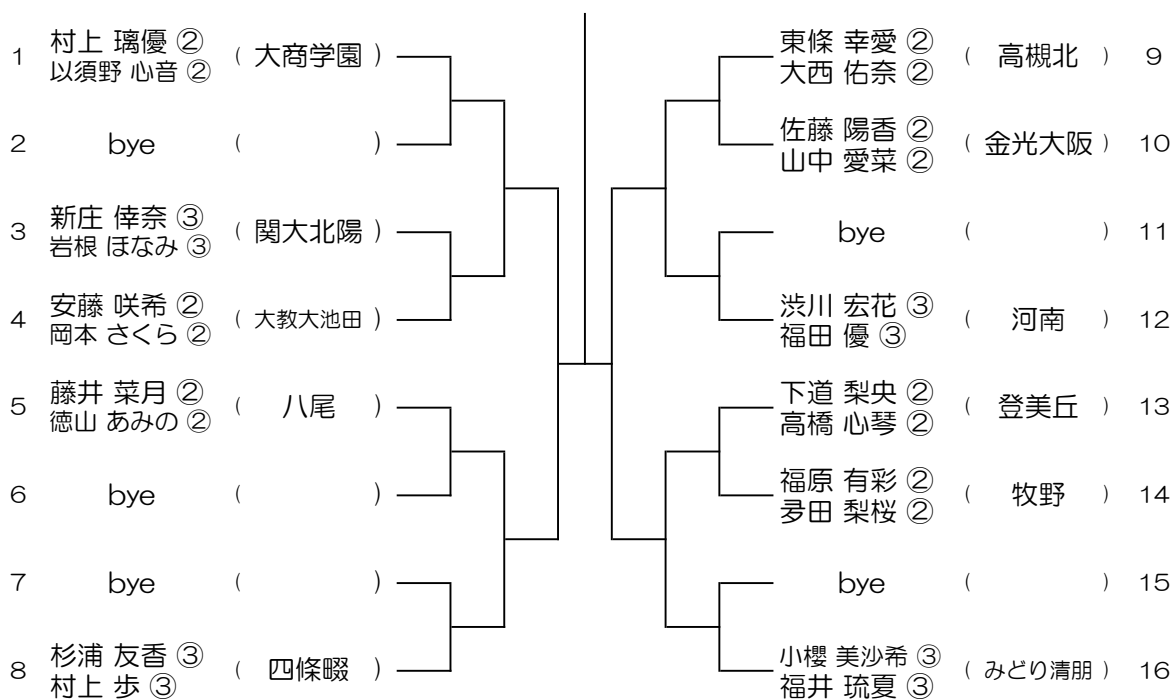 1 村上 璃優 ② ( 大商学園 )
以須野 心音 ②
2 bye ( )
3 新庄 倖奈 ③ ( 関大北陽 )
岩根 ほなみ ③
4 安藤 咲希 ② ( 大教大池田 )
岡本 さくら ②
5 藤井 菜月 ② ( 八尾 )
徳山 あみの ②
6 bye ( )
7 bye ( )
8 杉浦 友香 ③ ( 四條畷 )
村上 歩 ③
東條 幸愛 ② ( 高槻北 ) 9
大西 佑奈 ②
佐藤 陽香 ② ( 金光大阪 ) 10
山中 愛菜 ②
bye ( ) 11
渋川 宏花 ③ ( 河南 ) 12
福田 優 ③
下道 梨央 ② ( 登美丘 ) 13
高橋 心琴 ②
福原 有彩 ② ( 牧野 ) 14
夛田 梨桜 ②
bye ( ) 15
小櫻 美沙希 ③ ( みどり清朋 ) 16
福井 琉夏 ③